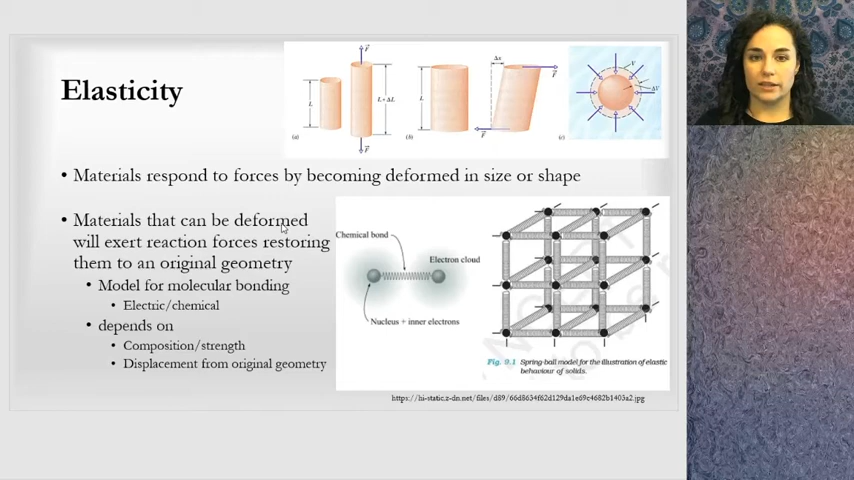 Elasticity
L
L + ΔL
F
F
(a)
L
Δx
F
F
(b)
V
ΔV
(c)
• Materials respond to forces by becoming deformed in size or shape
• Materials that can be deformed
will exert reaction forces restoring
them to an original geometry
• Model for molecular bonding
• Electric/chemical
• depends on
• Composition/strength
• Displacement from original geometry
Chemical bond
Electron cloud
Nucleus + inner electrons
Fig. 9.1 Spring-ball model for the illustration of elastic
behaviour of solids.
https://hi-static.z-dn.net/files/d89/66d8634f62d129da1e69c4682b1403a2.jpg